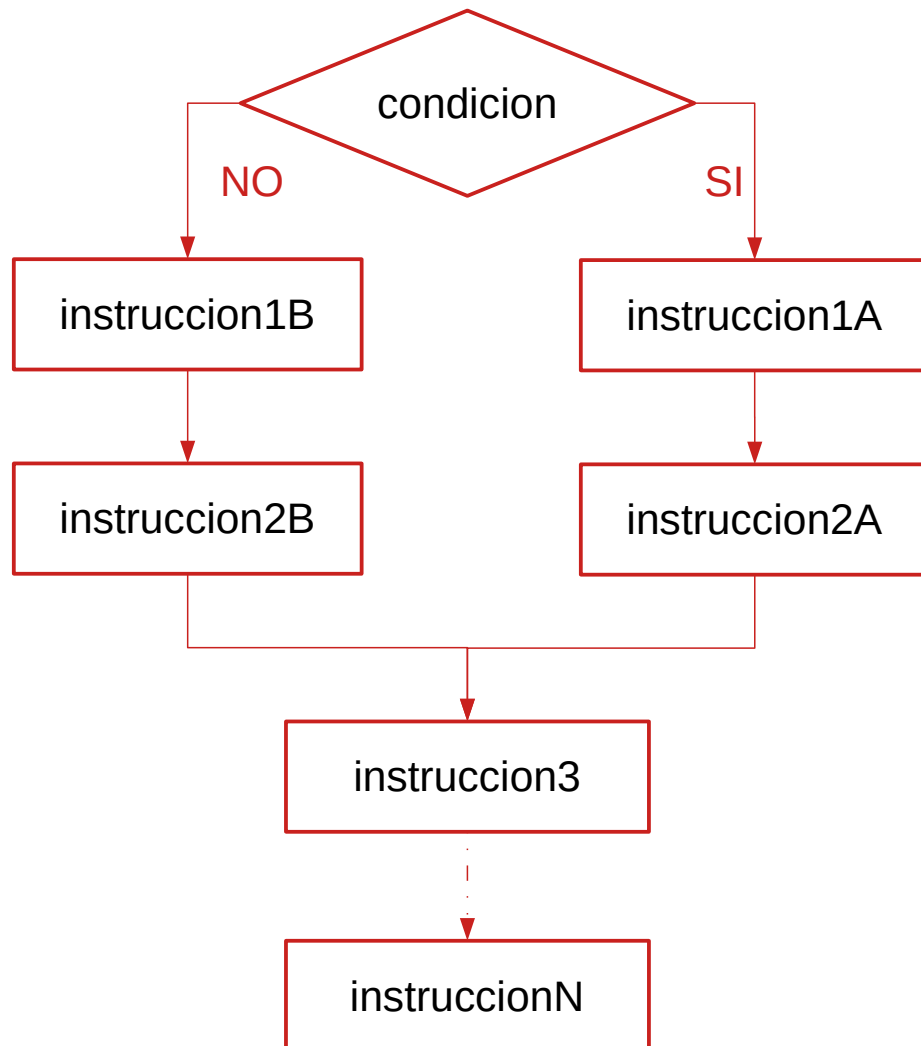 condicion
NO
SI
instruccion1B
instruccion1A
instruccion2B
instruccion2A
instruccion3
instruccionN